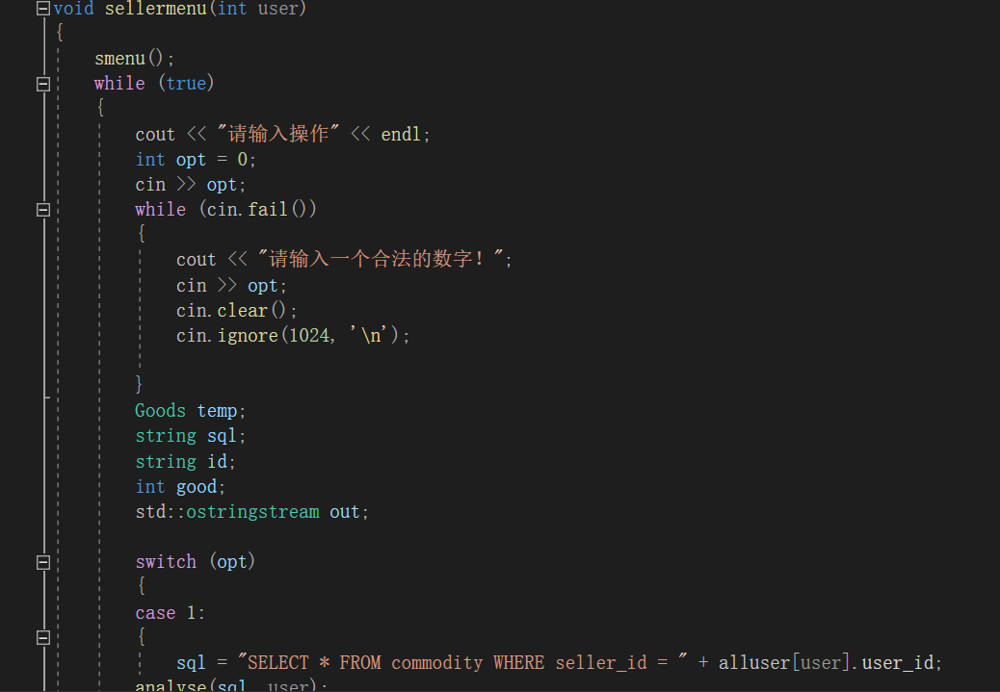 void sellermenu(int user)
{
smenu();
while (true)
{
cout << "请输入操作" << endl;
int opt = 0;
cin >> opt;
while (cin.fail())
{
cout << "请输入一个合法的数字！";
cin >> opt;
cin.clear();
cin.ignore(1024, '\n');
}
Goods temp;
string sql;
string id;
int good;
std::ostringstream out;
switch (opt)
{
case 1:
{
sql = "SELECT * FROM commodity WHERE seller_id = " + alluser[user].user_id;
analyse(sql, user);